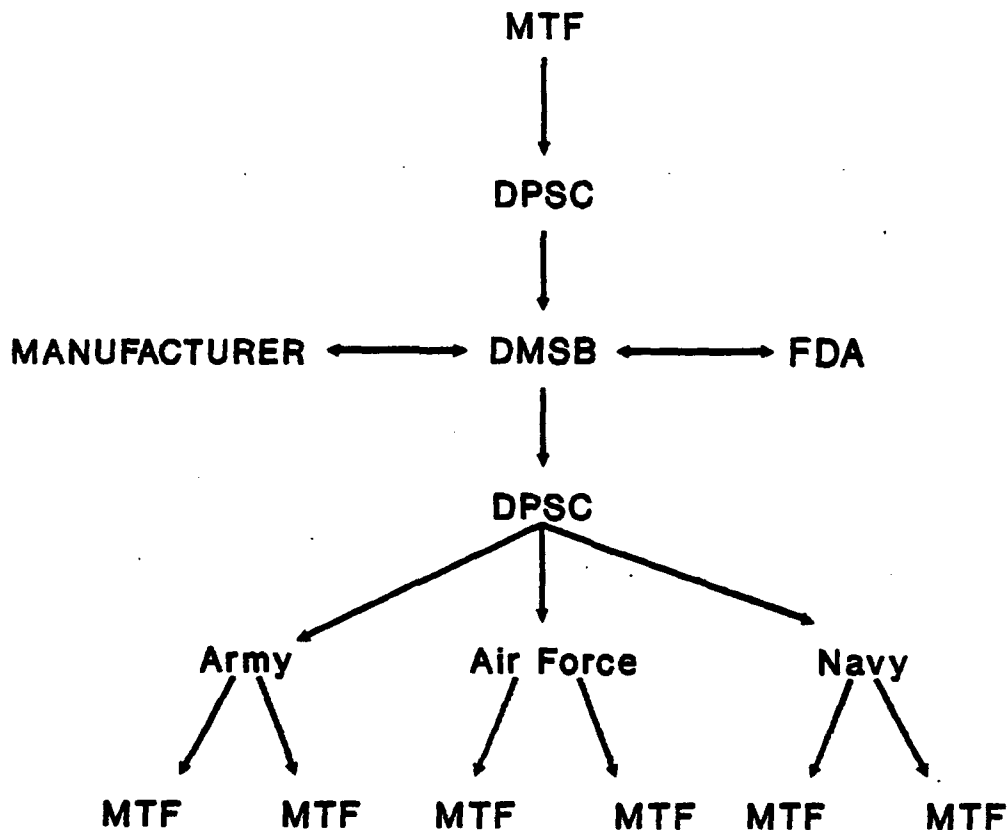 MTF
DPSC
MANUFACTURER DMSB FDA
DPSC
Army Air Force Navy
MTF MTF MTF MTF MTF MTF